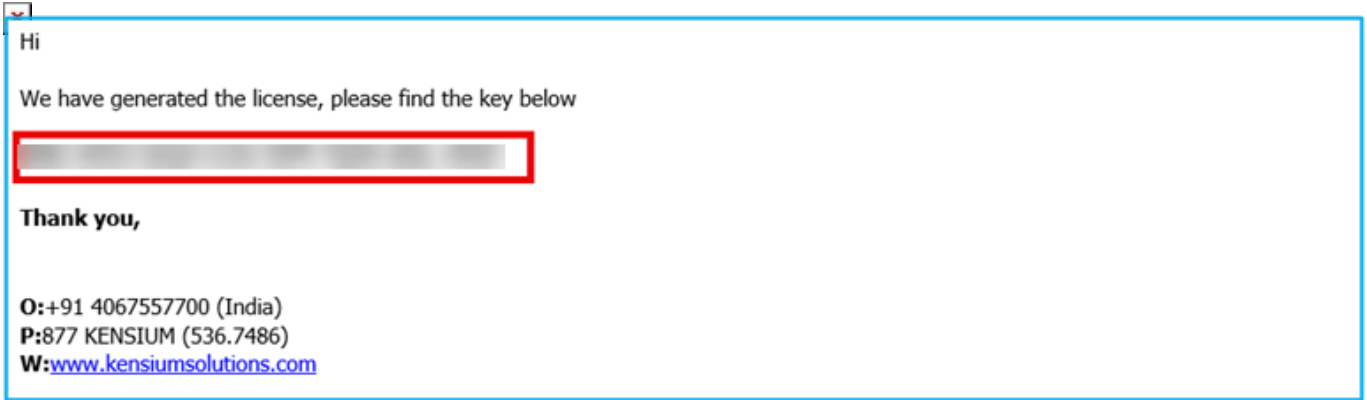 Hi
We have generated the license, please find the key below
Thank you,
O:+91 4067557700 (India)
P:877 KENSIUM (536.7486)
W:www.kensiumsolutions.com